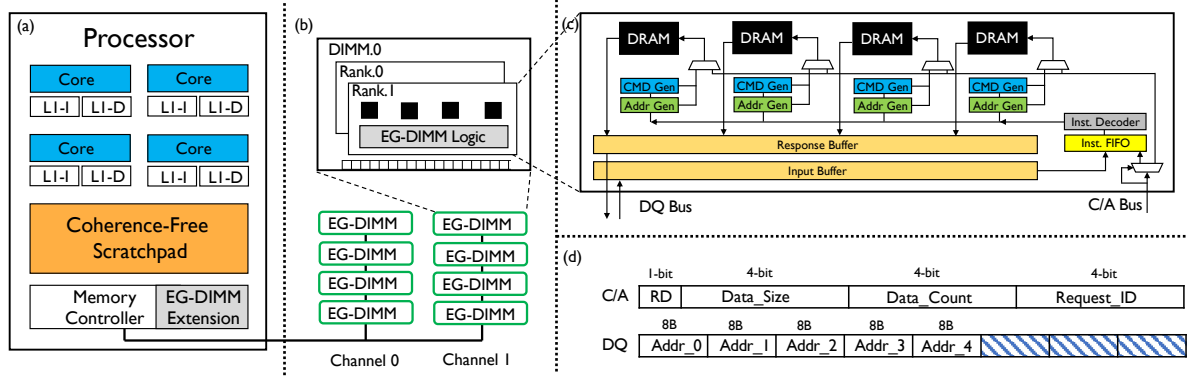 (a)
Processor
Core Core
L1-I L1-D L1-I L1-D
Core Core
L1-I L1-D L1-I L1-D
Coherence-Free
Scratchpad
Memory
Controller
EG-DIMM
Extension
(b)
DIMM.0
Rank.0
Rank.1
EG-DIMM Logic
EG-DIMM EG-DIMM
EG-DIMM EG-DIMM
EG-DIMM EG-DIMM
EG-DIMM EG-DIMM
Channel 0 Channel 1
(c)
DRAM DRAM DRAM DRAM
CMD Gen CMD Gen CMD Gen CMD Gen
Addr Gen Addr Gen Addr Gen Addr Gen
Inst. Decoder
Response Buffer
Inst. FIFO
Input Buffer
DQ Bus
C/A Bus
(d)
1-bit 4-bit 4-bit 4-bit
C/A RD Data_Size Data_Count Request_ID
8B 8B 8B 8B 8B
DQ Addr_0 Addr_1 Addr_2 Addr_3 Addr_4